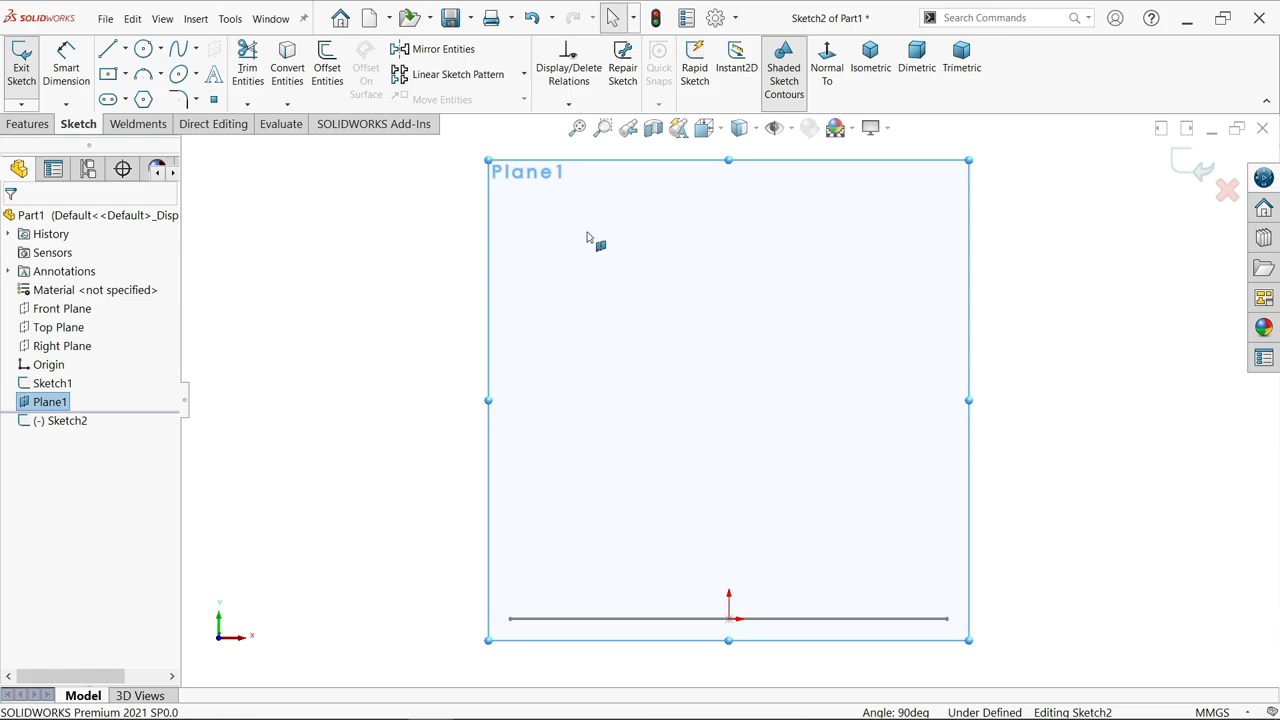 SOLIDWORKS File Edit View Insert Tools Window Sketch2 of Part1 * Search Commands
Exit Sketch
Smart Dimension
Trim Entities
Convert Entities
Offset Entities
Offset On Surface
Mirror Entities
Linear Sketch Pattern
Move Entities
Display/Delete Relations
Repair Sketch
Quick Snaps
Rapid Sketch
Instant2D
Shaded Sketch Contours
Normal To
Isometric
Dimetric
Trimetric
Features Sketch Weldments Direct Editing Evaluate SOLIDWORKS Add-Ins
Plane1
Part1 (Default<<Default>_Disp
History
Sensors
Annotations
Material <not specified>
Front Plane
Top Plane
Right Plane
Origin
Sketch1
Plane1
(-) Sketch2
Y
X
Model 3D Views
SOLIDWORKS Premium 2021 SP0.0 Angle: 90deg Under Defined Editing Sketch2 MMGS